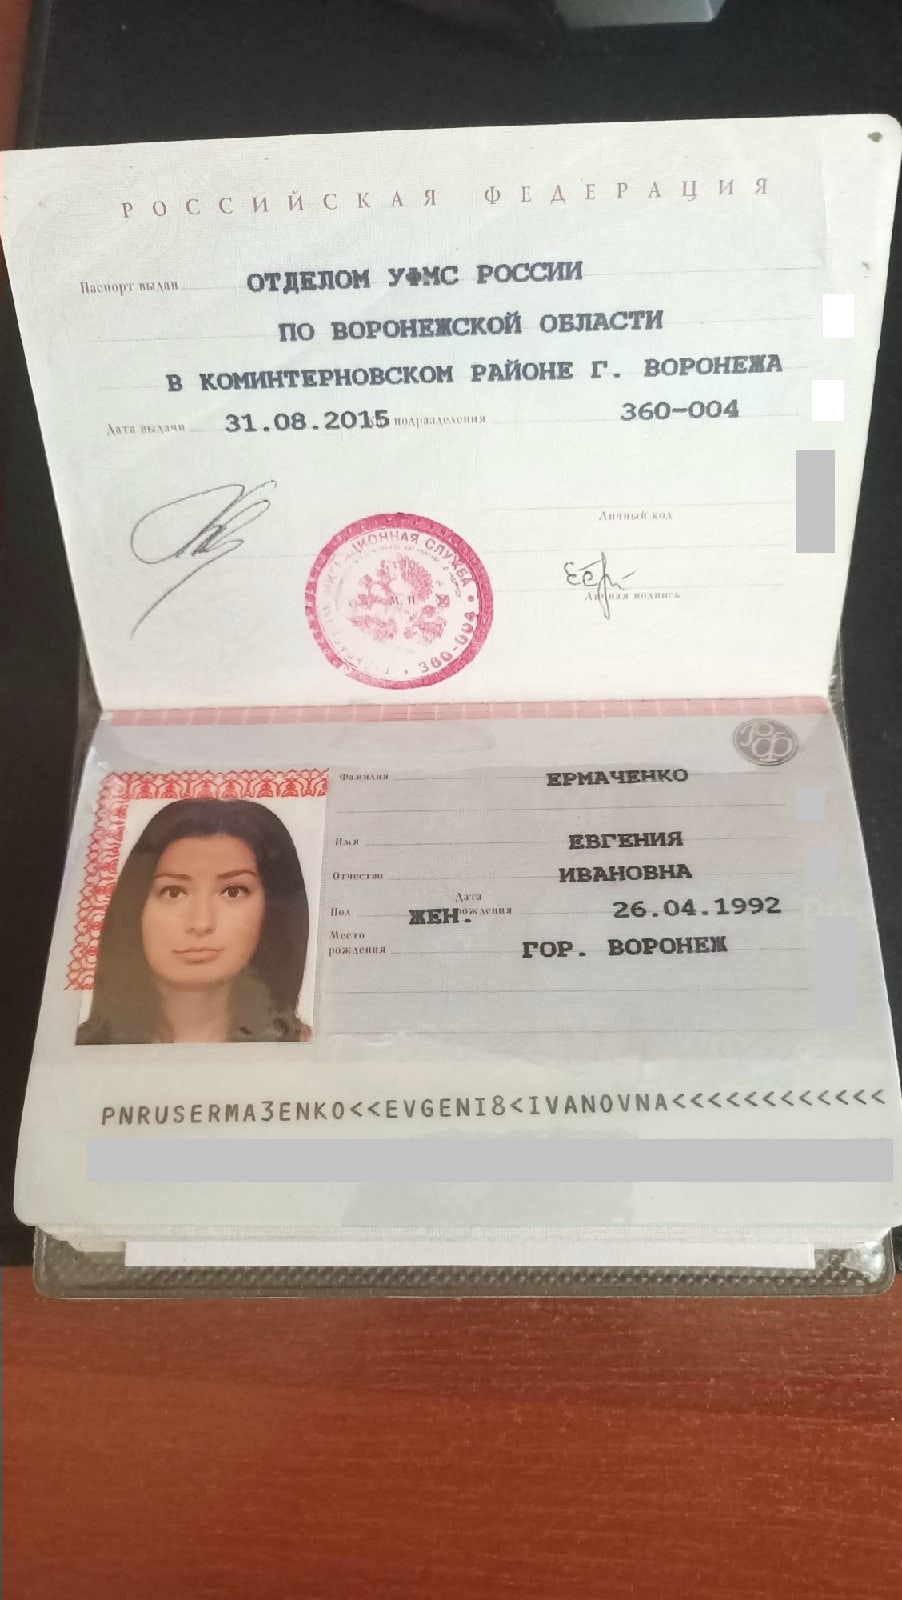 РОССИЙСКАЯ ФЕДЕРАЦИЯ
Паспорт выдан ОТДЕЛОМ УФМС РОССИИ
ПО ВОРОНЕЖСКОЙ ОБЛАСТИ
В КОМИНТЕРНОВСКОМ РАЙОНЕ Г. ВОРОНЕЖА
Дата выдачи 31.08.2015 подразделения 360-004
Личный код
Личная подпись
М.П.
МИГРАЦИОННАЯ СЛУЖБА • 360-004 •
РФ
Фамилия ЕРМАЧЕНКО
Имя ЕВГЕНИЯ
Отчество ИВАНОВНА
Пол ЖЕН. Дата рождения 26.04.1992
Место рождения ГОР. ВОРОНЕЖ
PNRUSERMA3ENKO<<EVGENI8<IVANOVNA<<<<<<<<<<<<